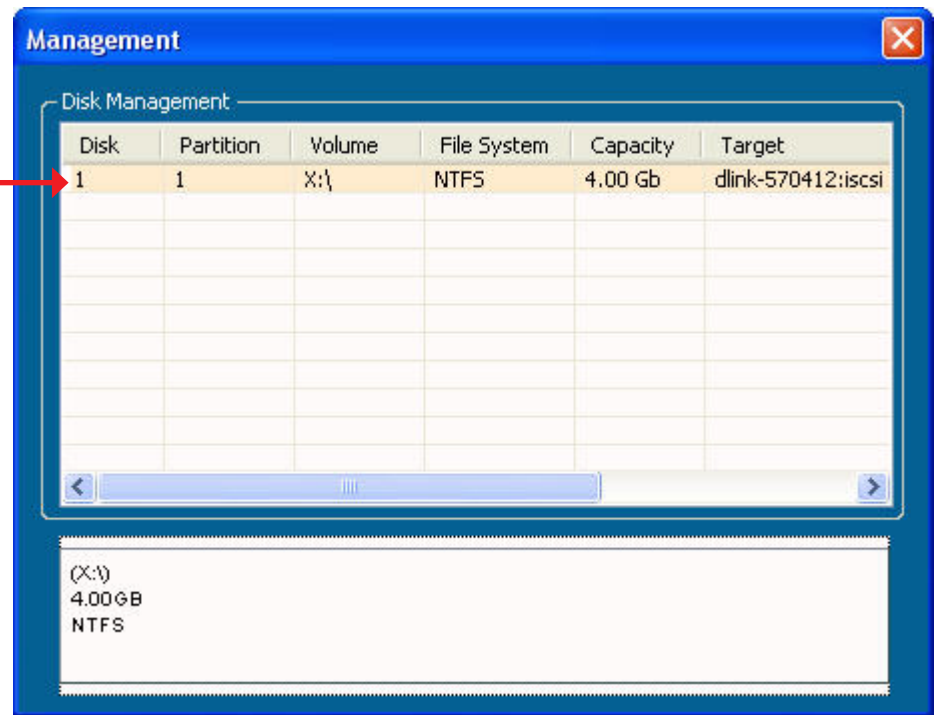 Management
Disk Management
Disk Partition Volume File System Capacity Target
1 1 X:\ NTFS 4.00 Gb dlink-570412:iscsi
(X:\)
4.00GB
NTFS